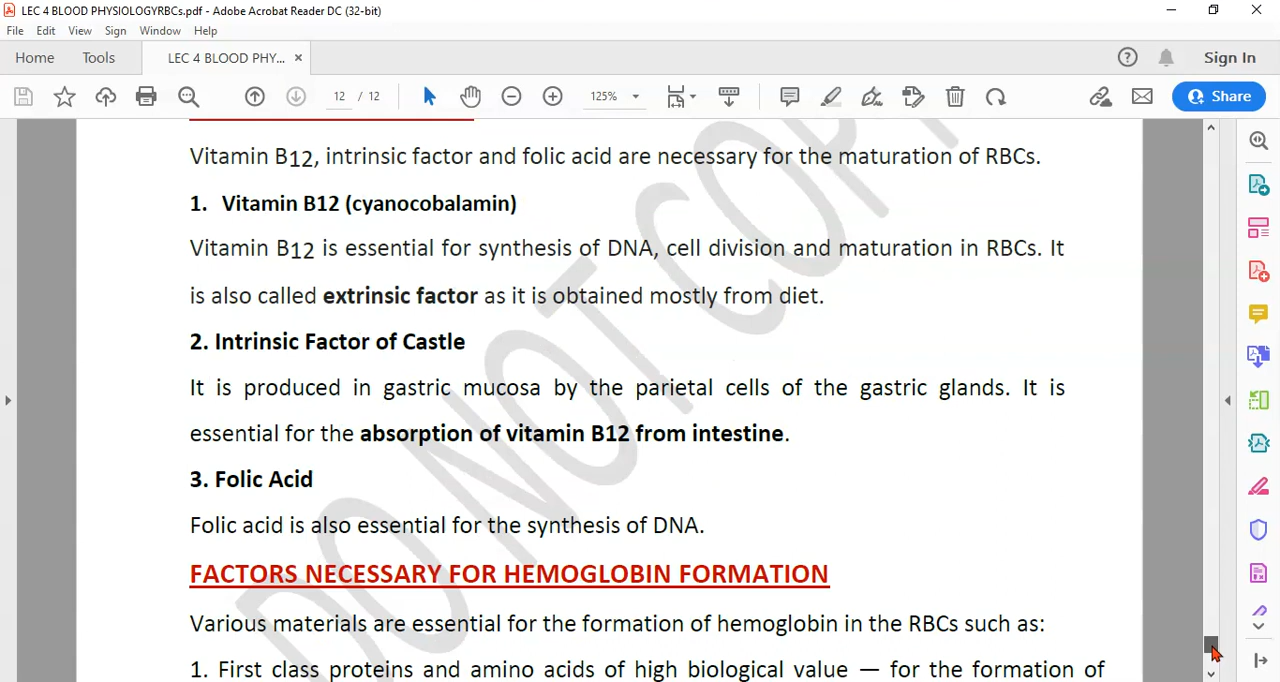 LEC 4 BLOOD PHYSIOLOGYRBCs.pdf - Adobe Acrobat Reader DC (32-bit)
File Edit View Sign Window Help
Home Tools LEC 4 BLOOD PHY... × Sign In
12 / 12 125% Share
Vitamin B12, intrinsic factor and folic acid are necessary for the maturation of RBCs.
1. Vitamin B12 (cyanocobalamin)
Vitamin B12 is essential for synthesis of DNA, cell division and maturation in RBCs. It
is also called extrinsic factor as it is obtained mostly from diet.
2. Intrinsic Factor of Castle
It is produced in gastric mucosa by the parietal cells of the gastric glands. It is
essential for the absorption of vitamin B12 from intestine.
3. Folic Acid
Folic acid is also essential for the synthesis of DNA.
FACTORS NECESSARY FOR HEMOGLOBIN FORMATION
Various materials are essential for the formation of hemoglobin in the RBCs such as:
1. First class proteins and amino acids of high biological value — for the formation of
DO NOT COPY